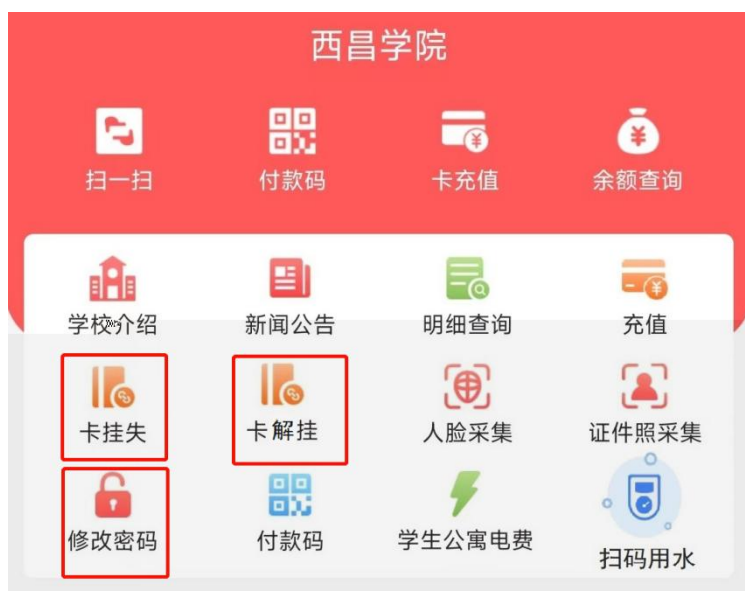 西昌学院
扫一扫 付款码 卡充值 余额查询
学校介绍 新闻公告 明细查询 充值
卡挂失 卡解挂 人脸采集 证件照采集
修改密码 付款码 学生公寓电费 扫码用水